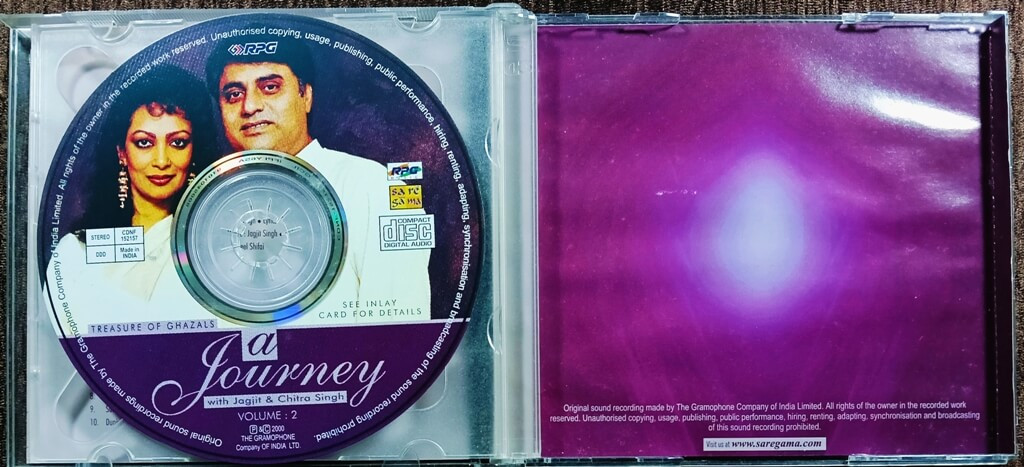 Original sound recordings made by The Gramophone Company of India Limited. All rights of the owner in the recorded work reserved. Unauthorised copying, usage, publishing, public performance, hiring, renting, adapting, synchronisation and broadcasting of the sound recording prohibited.
RPG
RPG
sa re
ga ma
COMPACT
disc
DIGITAL AUDIO
STEREO
CDNF
152157
DDD
Made in
INDIA
Jagjit Singh •
Shifai
SEE INLAY
CARD FOR DETAILS
TREASURE OF GHAZALS
a
Journey
with Jagjit & Chitra Singh
VOLUME : 2
Ⓟ & © 2000
THE GRAMOPHONE
Company OF INDIA LTD.
9.
10.
Original sound recording made by The Gramophone Company of India Limited. All rights of the owner in the recorded work
reserved. Unauthorised copying, usage, publishing, public performance, hiring, renting, adapting, synchronisation and broadcasting
of this sound recording prohibited.
Visit us at www.saregama.com